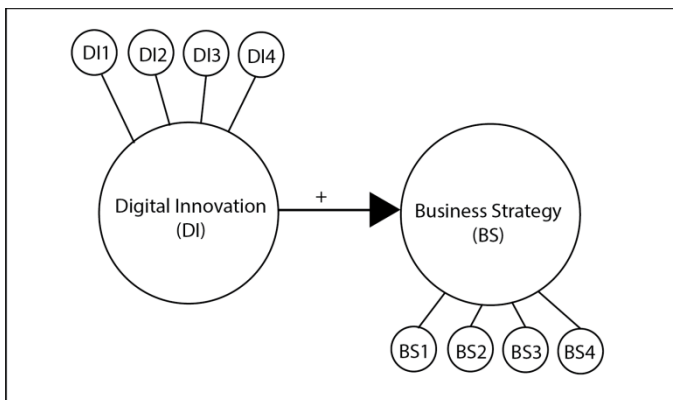 DI1 DI2 DI3 DI4
Digital Innovation
(DI)
+
Business Strategy
(BS)
BS1 BS2 BS3 BS4